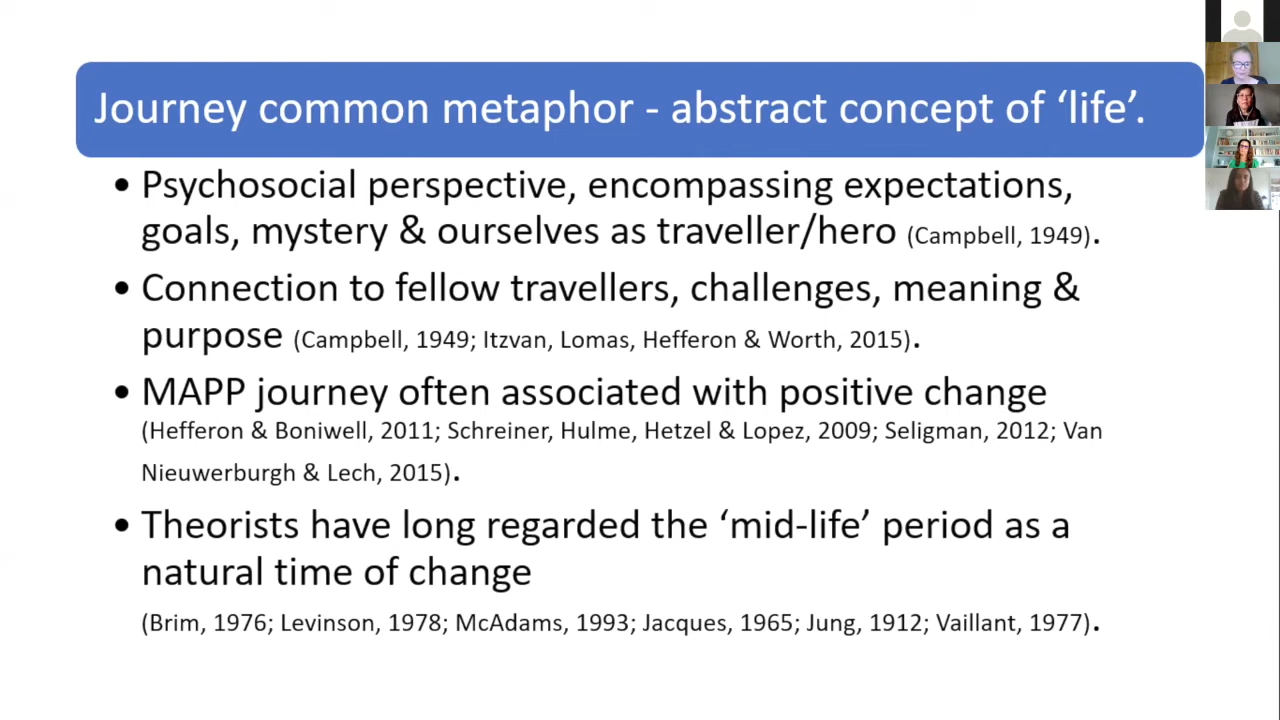 Journey common metaphor - abstract concept of ‘life’.
• Psychosocial perspective, encompassing expectations,
goals, mystery & ourselves as traveller/hero (Campbell, 1949).
• Connection to fellow travellers, challenges, meaning &
purpose (Campbell, 1949; Itzvan, Lomas, Hefferon & Worth, 2015).
• MAPP journey often associated with positive change
(Hefferon & Boniwell, 2011; Schreiner, Hulme, Hetzel & Lopez, 2009; Seligman, 2012; Van
Nieuwerburgh & Lech, 2015).
• Theorists have long regarded the ‘mid-life’ period as a
natural time of change
(Brim, 1976; Levinson, 1978; McAdams, 1993; Jacques, 1965; Jung, 1912; Vaillant, 1977).